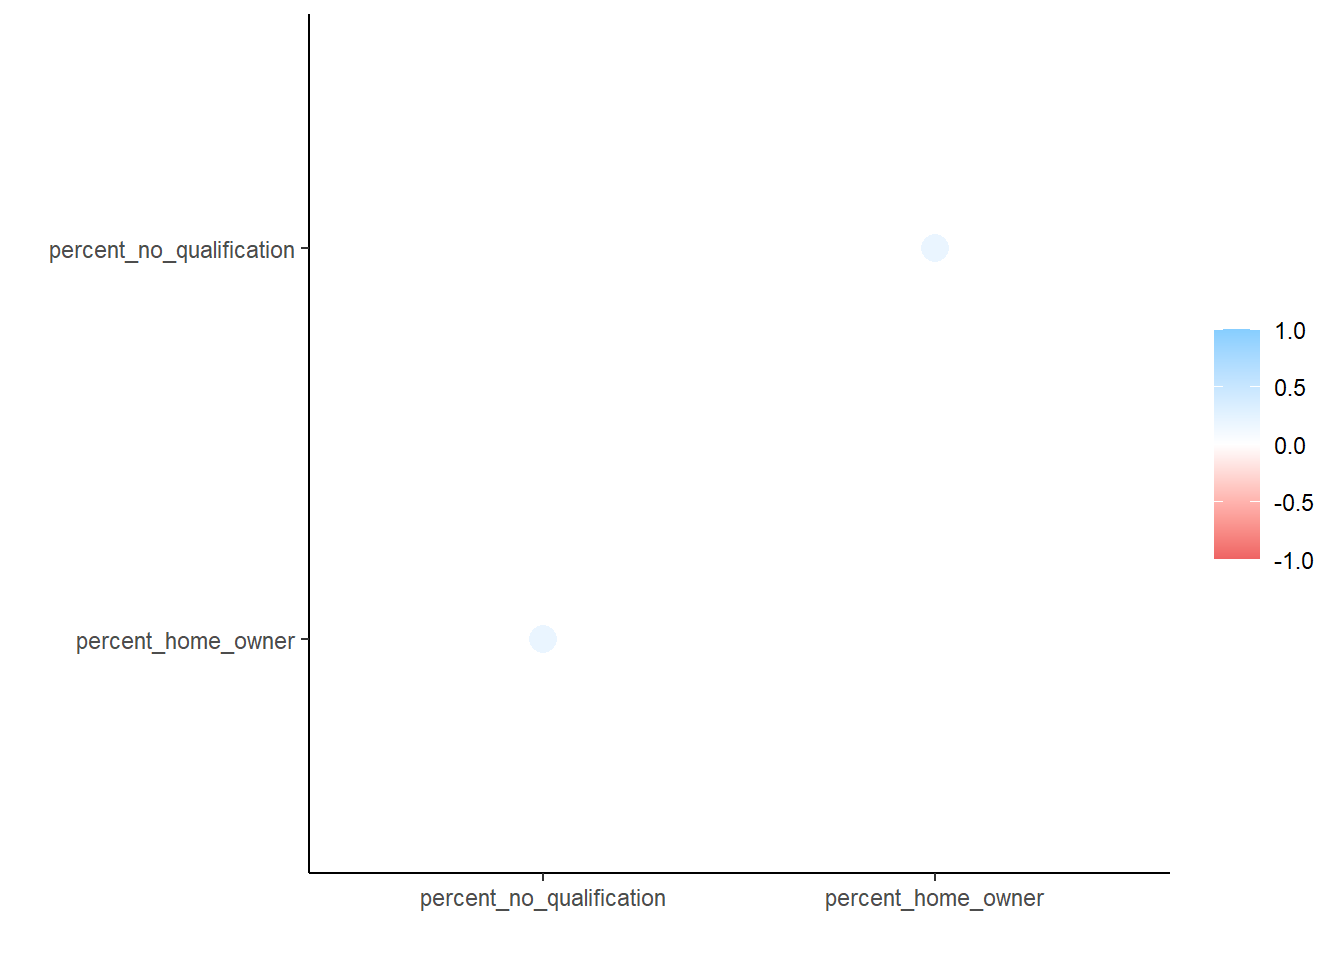 percent_no_qualification
percent_home_owner
percent_no_qualification
percent_home_owner
1.0
0.5
0.0
-0.5
-1.0